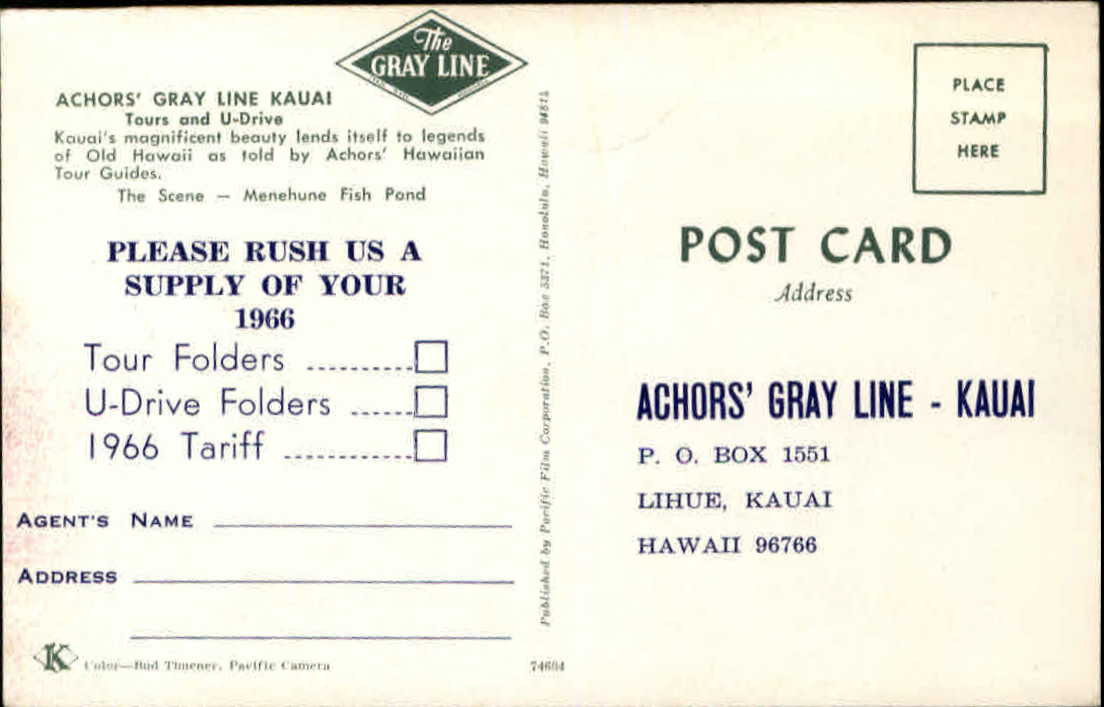 The
GRAY LINE
ACHORS' GRAY LINE KAUAI
Tours and U-Drive
Kauai's magnificent beauty lends itself to legends
of Old Hawaii as told by Achors' Hawaiian
Tour Guides.
The Scene — Menehune Fish Pond
PLEASE RUSH US A
SUPPLY OF YOUR
1966
Tour Folders ...........
U-Drive Folders ......
1966 Tariff .............
AGENT'S NAME
ADDRESS
K
Color—Bud Timener, Pacific Camera
74604
Published by Pacific Film Corporation, P.O. Box 3371, Honolulu, Hawaii
PLACE
STAMP
HERE
POST CARD
Address
ACHORS' GRAY LINE - KAUAI
P. O. BOX 1551
LIHUE, KAUAI
HAWAII 96766